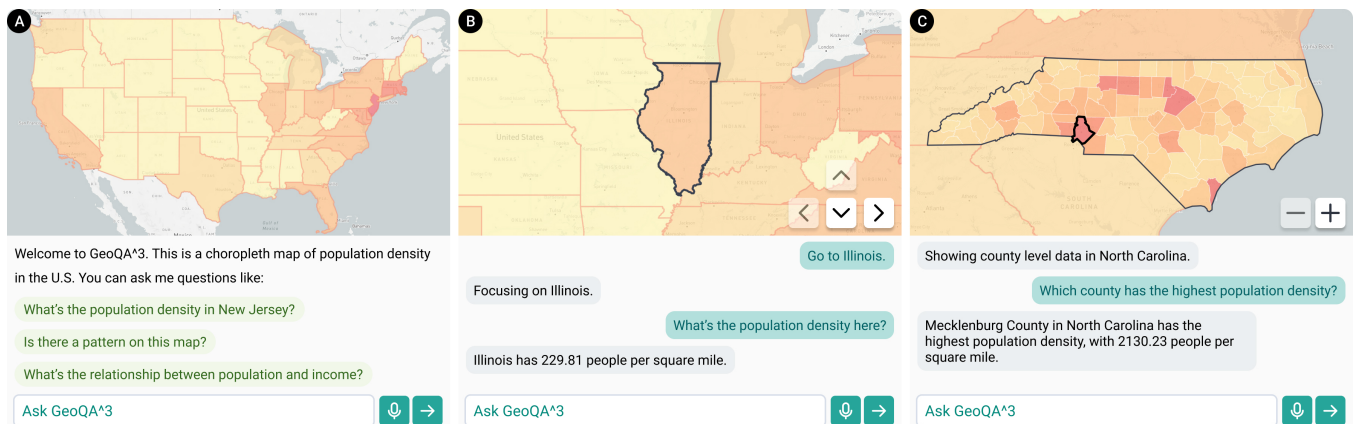 A
Welcome to GeoQA^3. This is a choropleth map of population density
in the U.S. You can ask me questions like:
What's the population density in New Jersey?
Is there a pattern on this map?
What's the relationship between population and income?
Ask GeoQA^3
B
United States
Go to Illinois.
Focusing on Illinois.
What's the population density here?
Illinois has 229.81 people per square mile.
Ask GeoQA^3
C
SOUTH
CAROLINA
Showing county level data in North Carolina.
Which county has the highest population density?
Mecklenburg County in North Carolina has the
highest population density, with 2130.23 people per
square mile.
Ask GeoQA^3